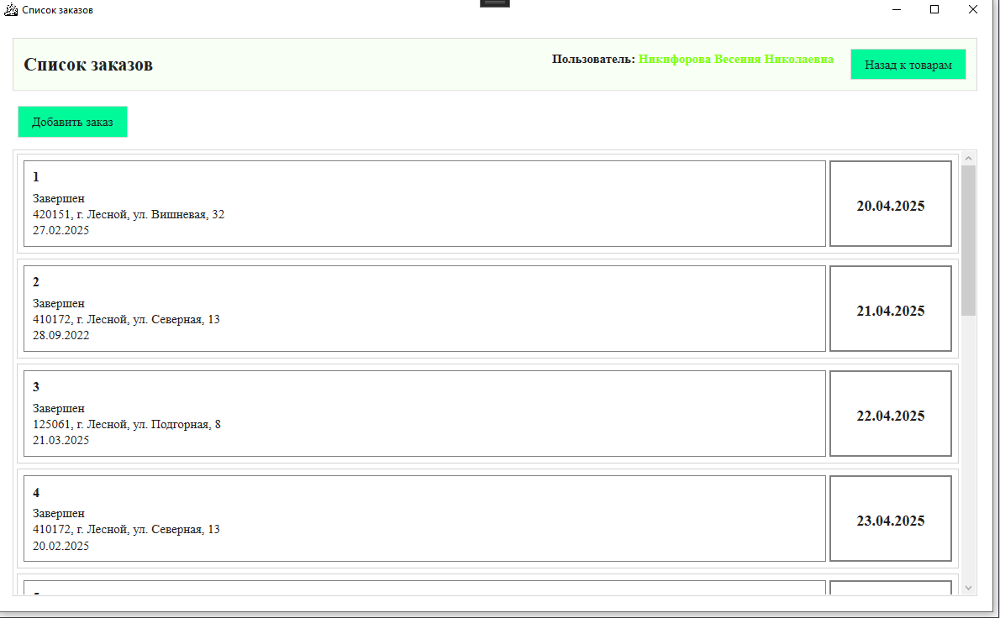 Список заказов
Список заказов
Пользователь: Никифорова Весения Николаевна
Назад к товарам
Добавить заказ
1
Завершен
420151, г. Лесной, ул. Вишневая, 32
27.02.2025
20.04.2025
2
Завершен
410172, г. Лесной, ул. Северная, 13
28.09.2022
21.04.2025
3
Завершен
125061, г. Лесной, ул. Подгорная, 8
21.03.2025
22.04.2025
4
Завершен
410172, г. Лесной, ул. Северная, 13
20.02.2025
23.04.2025